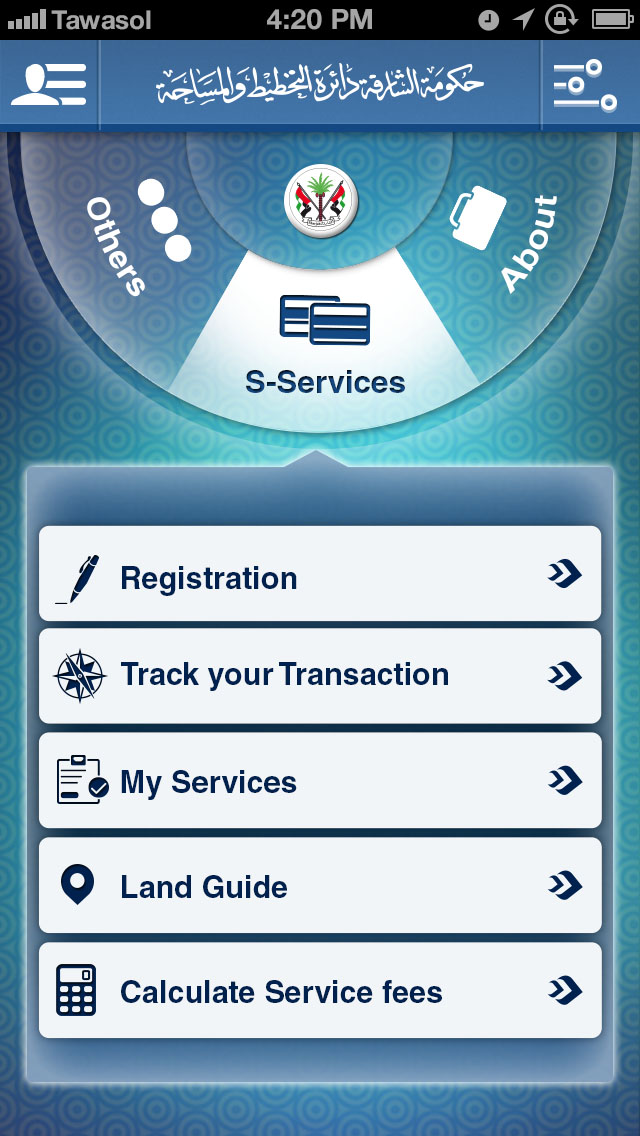 Tawasol 4:20 PM
حكومة الشارقة دائرة التخطيط والمساحة
Others
About
S-Services
Registration
Track your Transaction
My Services
Land Guide
Calculate Service fees